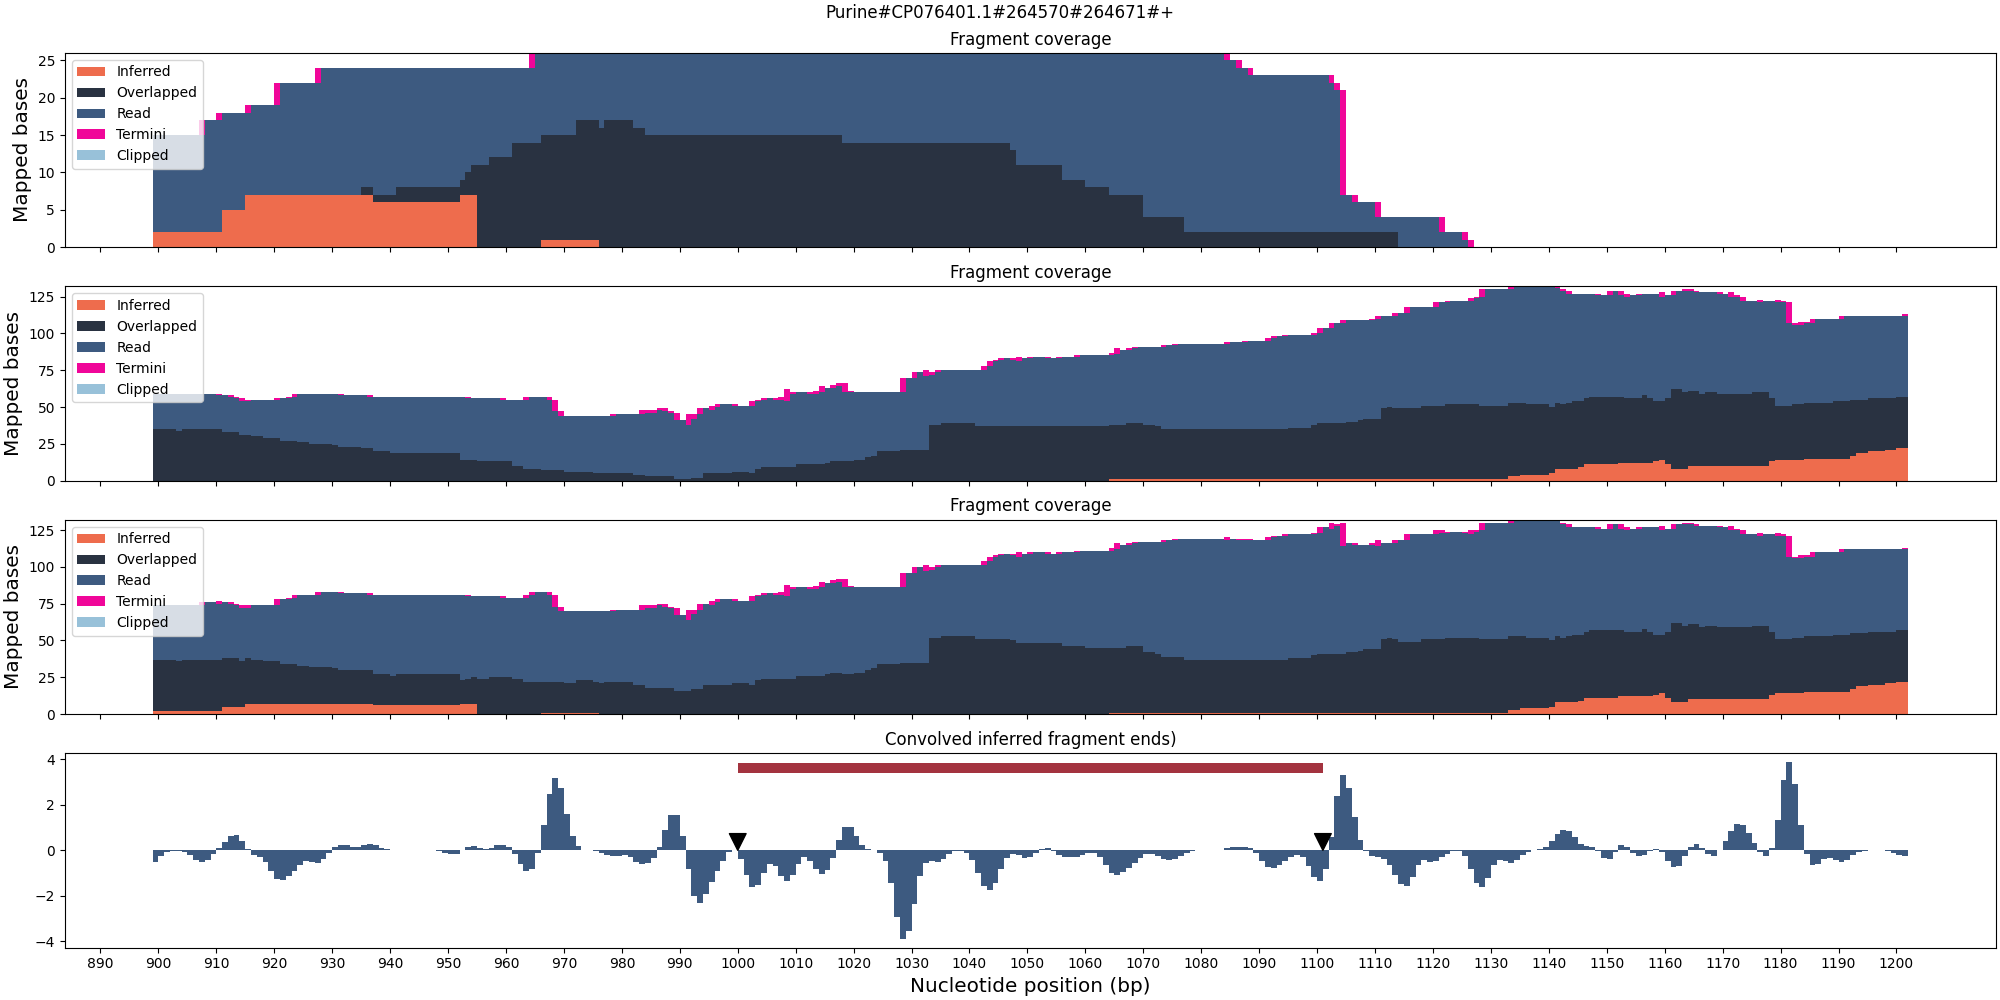 Purine#CP076401.1#264570#264671#+
Fragment coverage
Mapped bases
25
20
15
10
5
0
Inferred
Overlapped
Read
Termini
Clipped
Fragment coverage
Mapped bases
125
100
75
50
25
0
Inferred
Overlapped
Read
Termini
Clipped
Fragment coverage
Mapped bases
125
100
75
50
25
0
Inferred
Overlapped
Read
Termini
Clipped
Convolved inferred fragment ends)
4
2
0
−2
−4
890 900 910 920 930 940 950 960 970 980 990 1000 1010 1020 1030 1040 1050 1060 1070 1080 1090 1100 1110 1120 1130 1140 1150 1160 1170 1180 1190 1200
Nucleotide position (bp)